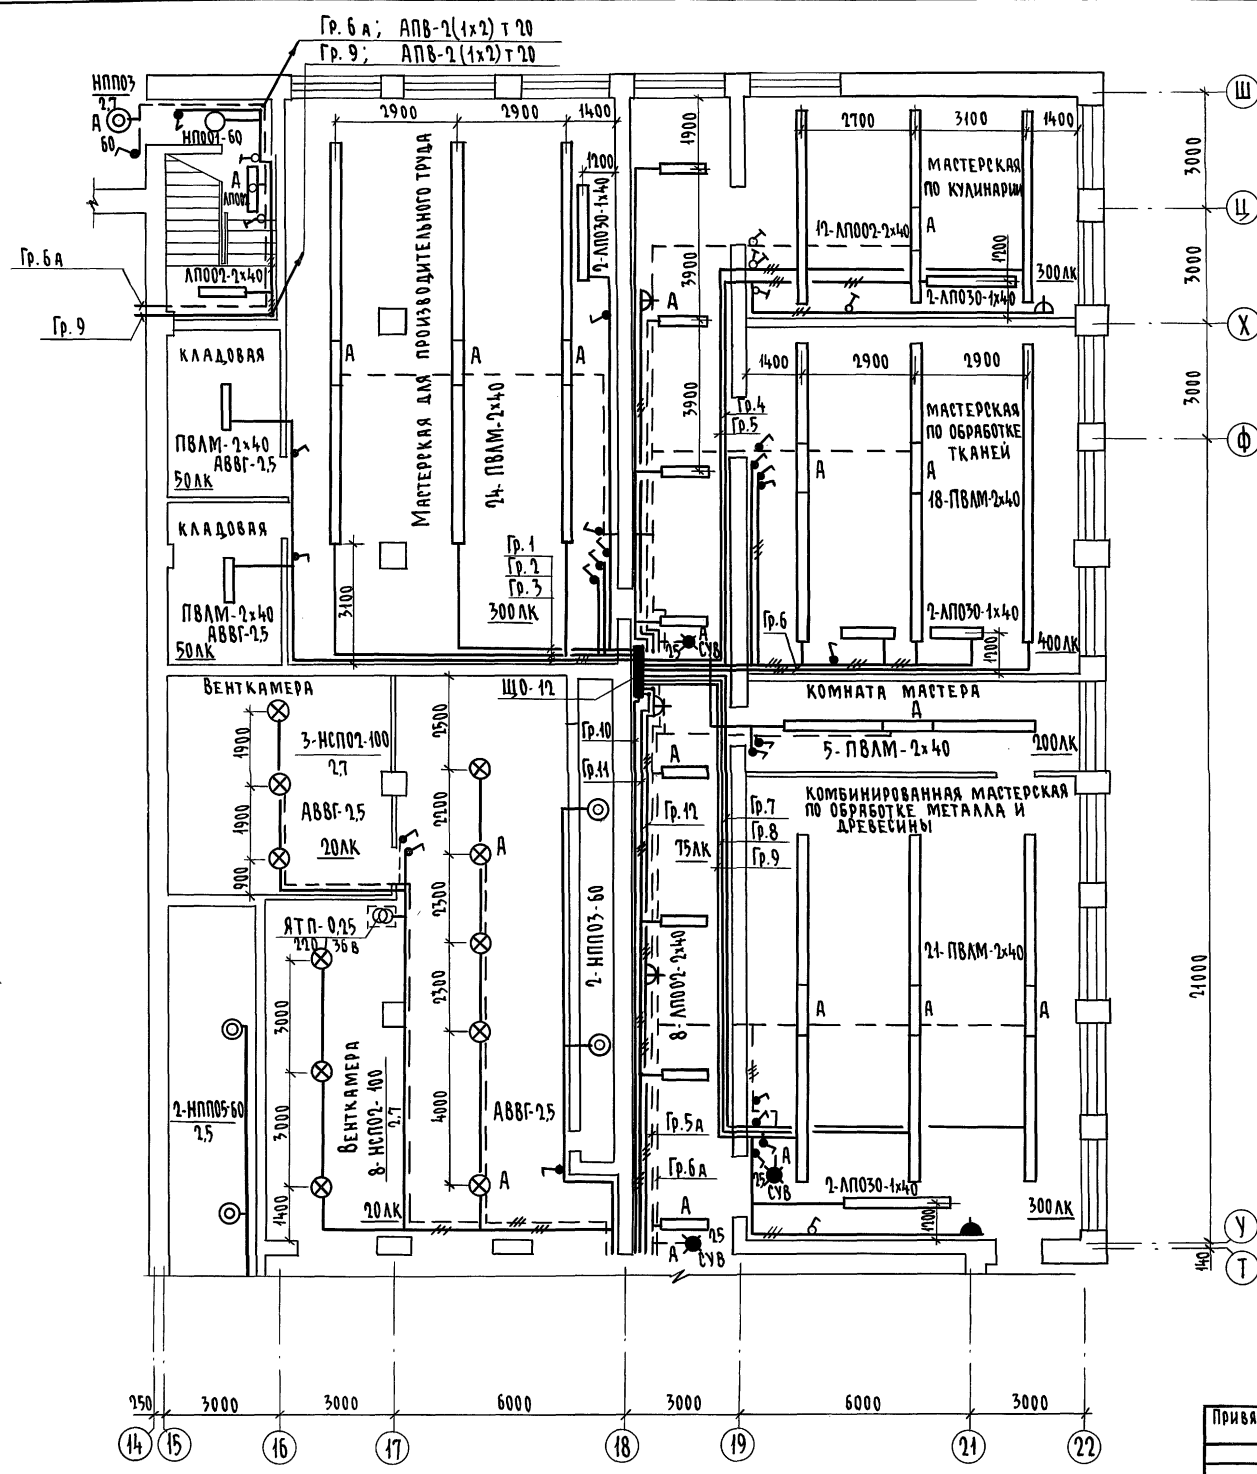 Гр. 6 А; АПВ-2(1х2) т 20
Гр. 9; АПВ-2(1х2) т 20
НПП03
2,7
А
60
НП001-60
А
ЛП002
ЛП002-2х40
Гр. 6А
Гр. 9
2900
2900
1400
1200
2-ЛП030-1х40
Мастерская для производительного труда
24-ПВЛМ-2х40
А
А
А
3100
Гр. 1
Гр. 2
Гр. 3
300ЛК
КЛАДОВАЯ
ПВЛМ-2х40
АВВГ-2,5
50ЛК
КЛАДОВАЯ
ПВЛМ-2х40
АВВГ-2,5
50ЛК
1900
3900
3900
А
А
25
СУВ
2700
3100
1400
МАСТЕРСКАЯ
ПО КУЛИНАРИИ
12-ЛП002-2х40
А
1200
300ЛК
2-ЛП030-1х40
1400
2900
2900
Гр.4
Гр.5
МАСТЕРСКАЯ
ПО ОБРАБОТКЕ
ТКАНЕЙ
А
А
18-ПВЛМ-2х40
2-ЛП030-1х40
Гр.6
1200
400ЛК
ЩО-12
КОМНАТА МАСТЕРА
А
5-ПВЛМ-2х40
200ЛК
ВЕНТКАМЕРА
1900
1900
900
3-НСП02-100
2,7
АВВГ-2,5
20ЛК
2500
2200
2300
2300
4000
А
А
ЯТП-0,25
220/36в
3000
3000
1400
ВЕНТКАМЕРА
8-НСП02-100
2,7
АВВГ-2,5
20ЛК
2-НПП05-60
2,5
2-НПП03-60
Гр.10
Гр.11
А
Гр.12
75ЛК
8-ЛП002-2х40
Гр.5А
Гр.6А
А
25
А
СУВ
Гр.7
Гр.8
Гр.9
КОМБИНИРОВАННАЯ МАСТЕРСКАЯ
ПО ОБРАБОТКЕ МЕТАЛЛА И
ДРЕВЕСИНЫ
21-ПВЛМ-2х40
А
А
А
25
СУВ
2-ЛП030-1х40
1200
300ЛК
Ш
3000
Ц
3000
Х
3000
Ф
21000
У
140
Т
250
3000
3000
6000
3000
6000
3000
14
15
16
17
18
19
21
22
Привя